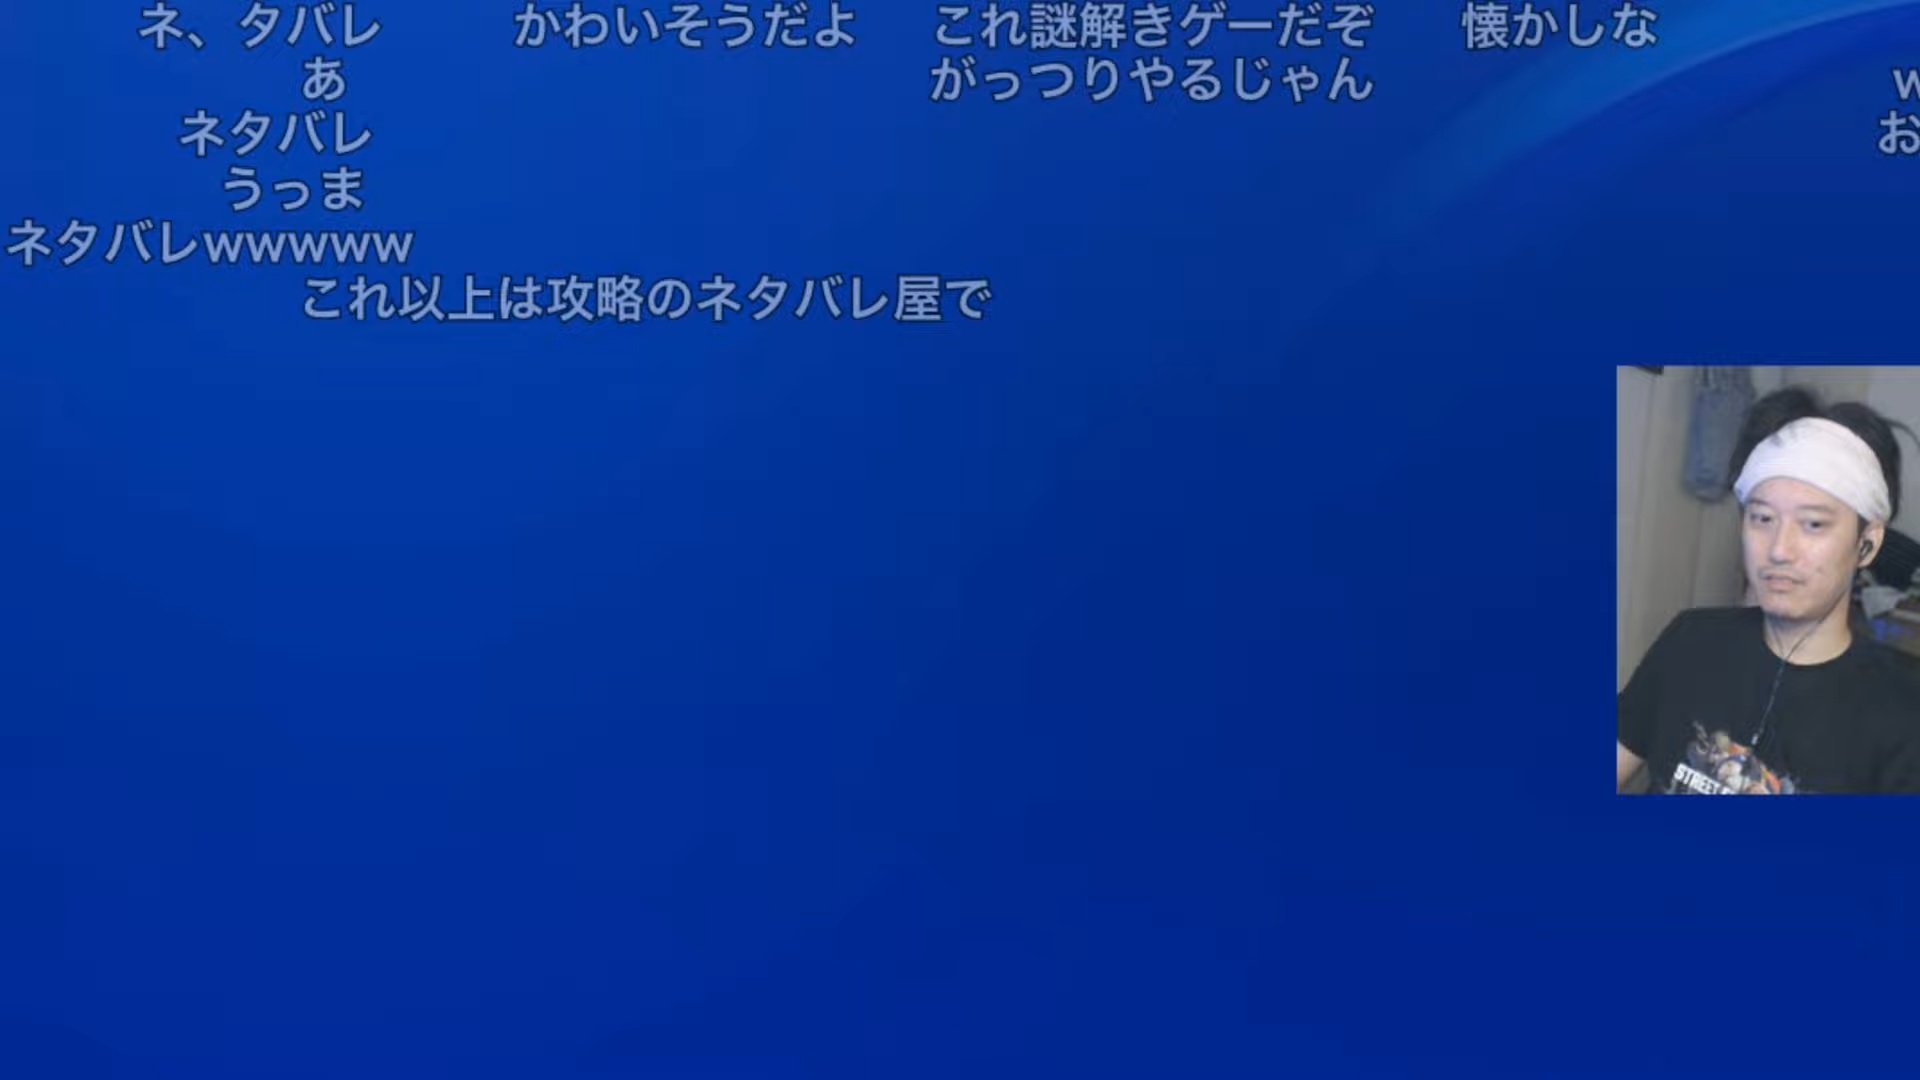 ネ、タバレ かわいそうだよ これ謎解きゲーだぞ 懐かしな
あ がっつりやるじゃん w
ネタバレ お
うっま
ネタバレwwwww
これ以上は攻略のネタバレ屋で
STREET